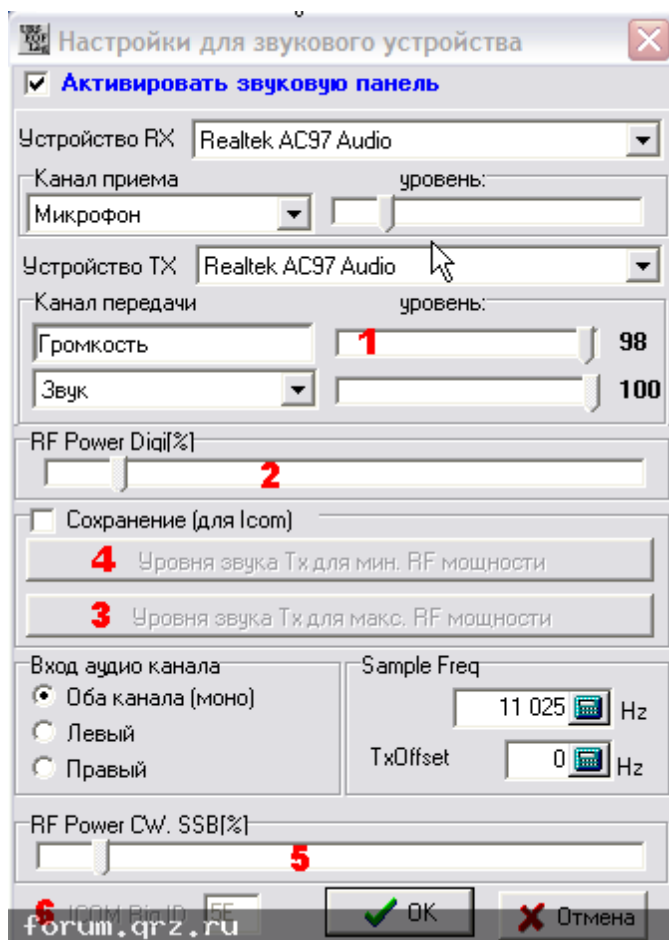 Настройки для звукового устройства
Активировать звуковую панель
Устройство RX Realtek AC97 Audio
Канал приема уровень:
Микрофон
Устройство TX Realtek AC97 Audio
Канал передачи уровень:
Громкость 1 98
Звук 100
RF Power Digi[%]
2
Сохранение (для Icom)
4 Уровня звука Тх для мин. RF мощности
3 Уровня звука Тх для макс. RF мощности
Вход аудио канала Sample Freq
Оба канала (моно) 11 025 Hz
Левый
Правый TxOffset 0 Hz
RF Power CW. SSB[%]
5
6 ICOM Rig ID 5E OK Отмена
forum.qrz.ru